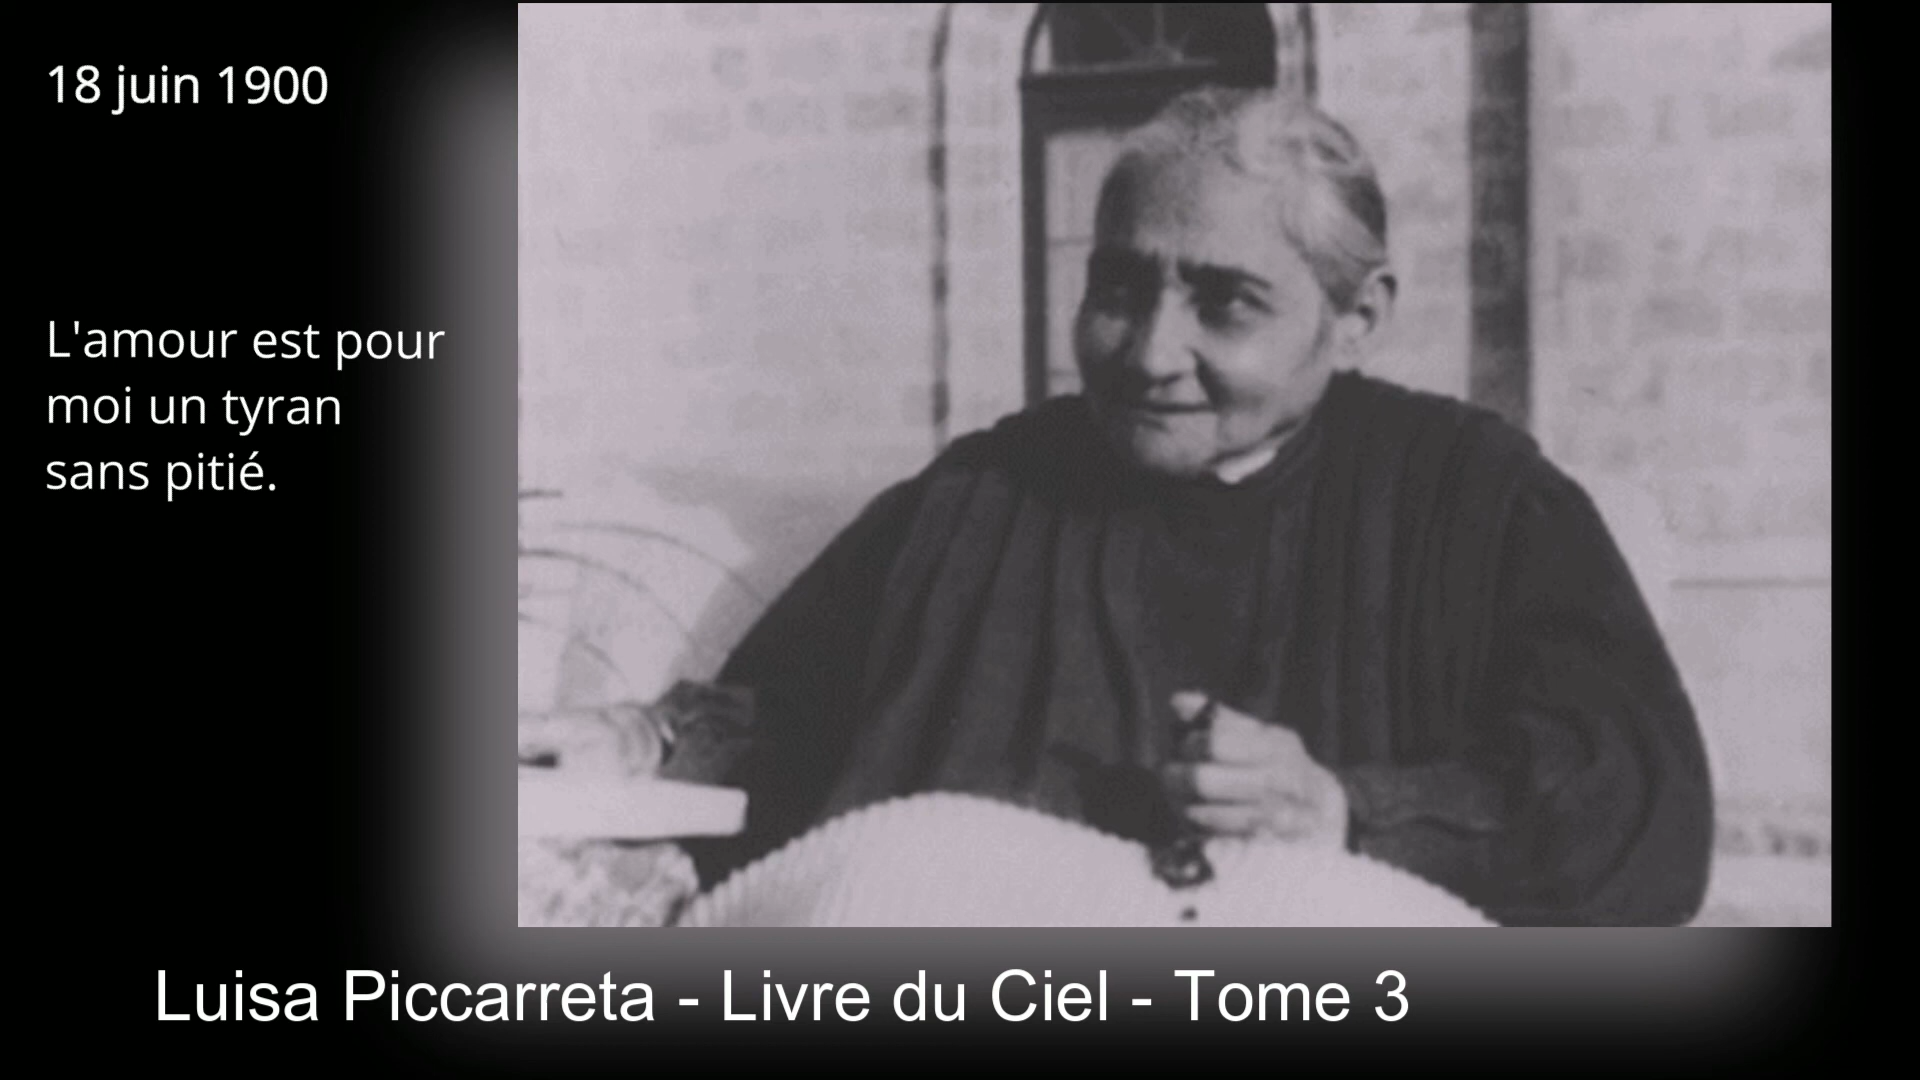 18 juin 1900
L'amour est pour
moi un tyran
sans pitié.
Luisa Piccarreta - Livre du Ciel - Tome 3